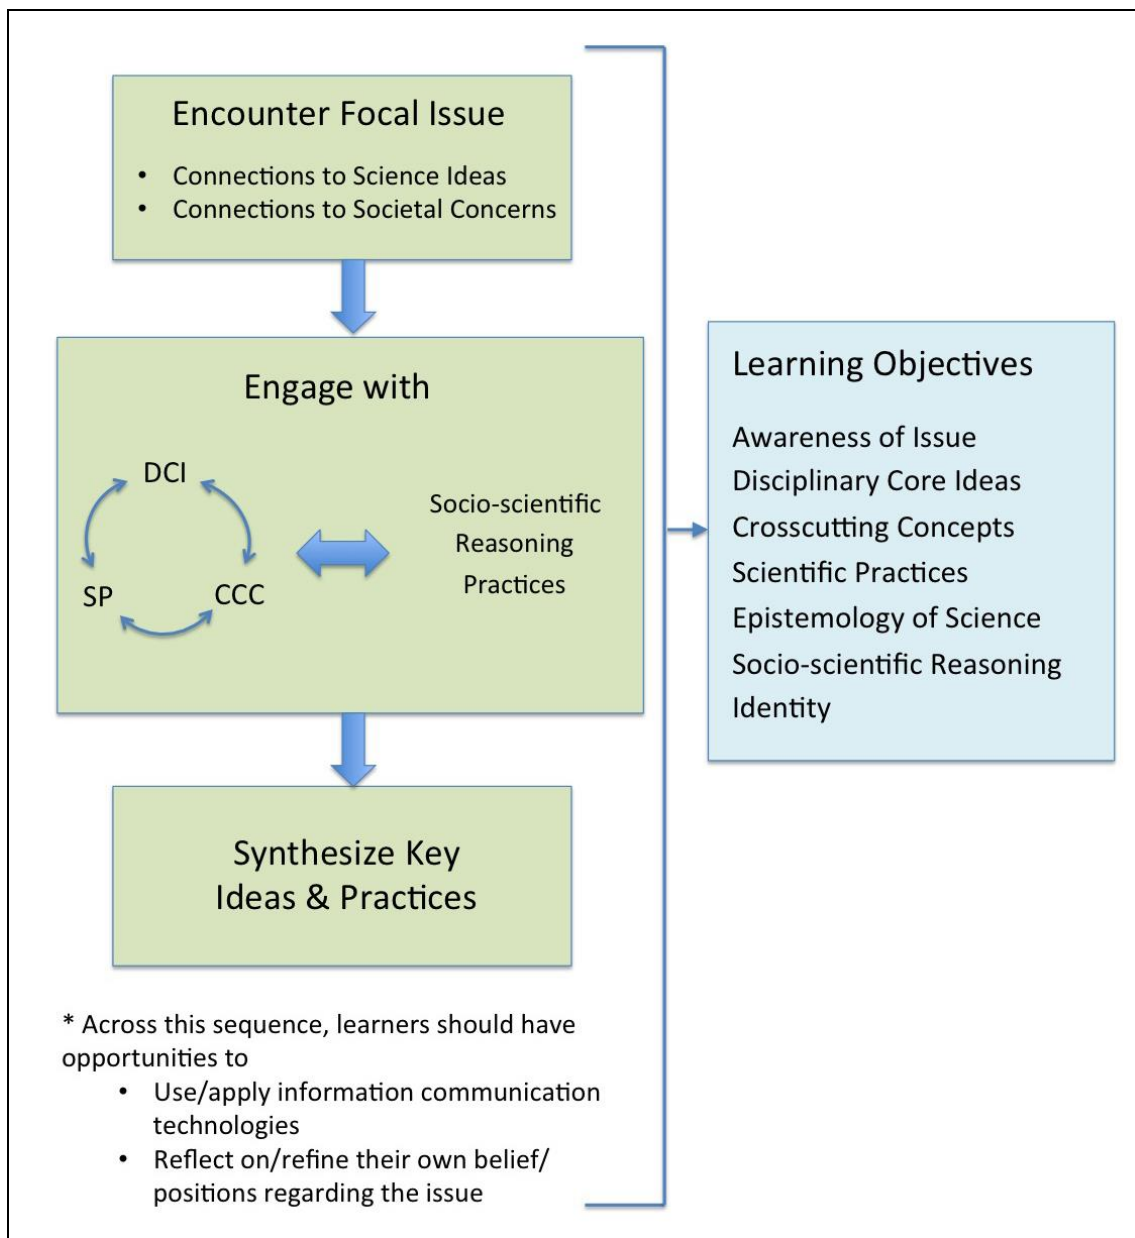 Encounter Focal Issue
• Connections to Science Ideas
• Connections to Societal Concerns
Engage with
DCI
SP
CCC
Socio-scientific
Reasoning
Practices
Synthesize Key
Ideas & Practices
* Across this sequence, learners should have
opportunities to
• Use/apply information communication
technologies
• Reflect on/refine their own belief/
positions regarding the issue
Learning Objectives
Awareness of Issue
Disciplinary Core Ideas
Crosscutting Concepts
Scientific Practices
Epistemology of Science
Socio-scientific Reasoning
Identity